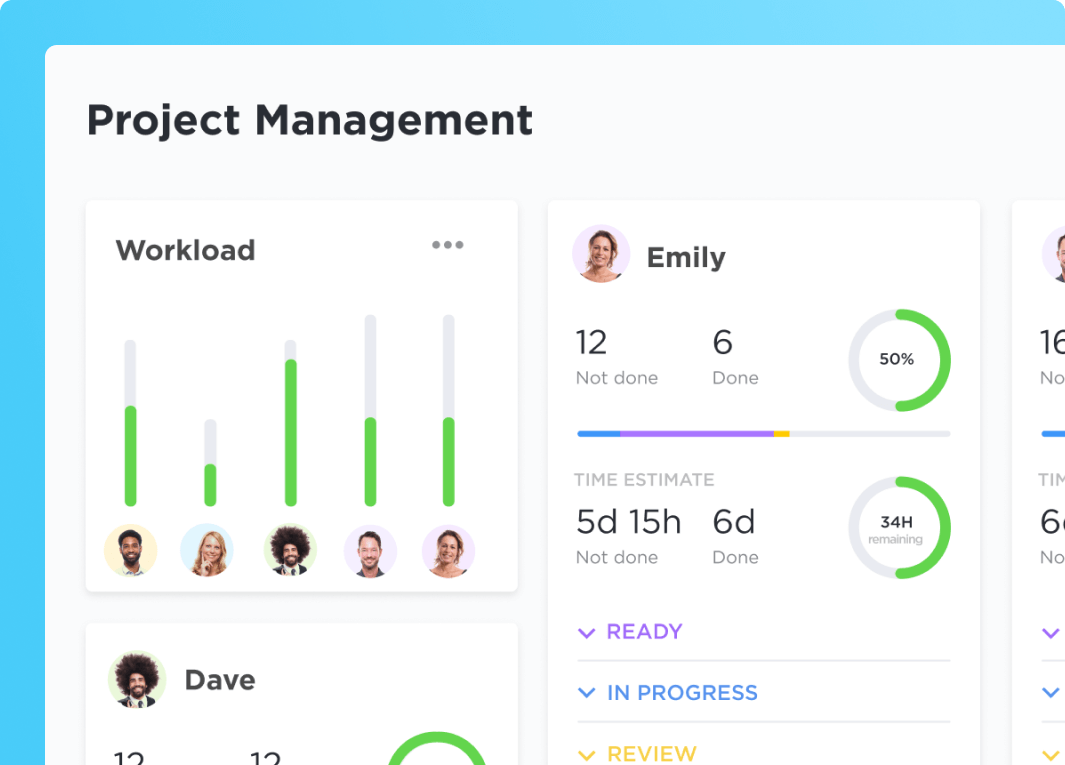 Project Management
Workload
Emily
12
6
50%
Not done
Done
TIME ESTIMATE
5d 15h
6d
34H
remaining
Not done
Done
READY
IN PROGRESS
REVIEW
Dave
12
12
16
No
TIM
6d
No